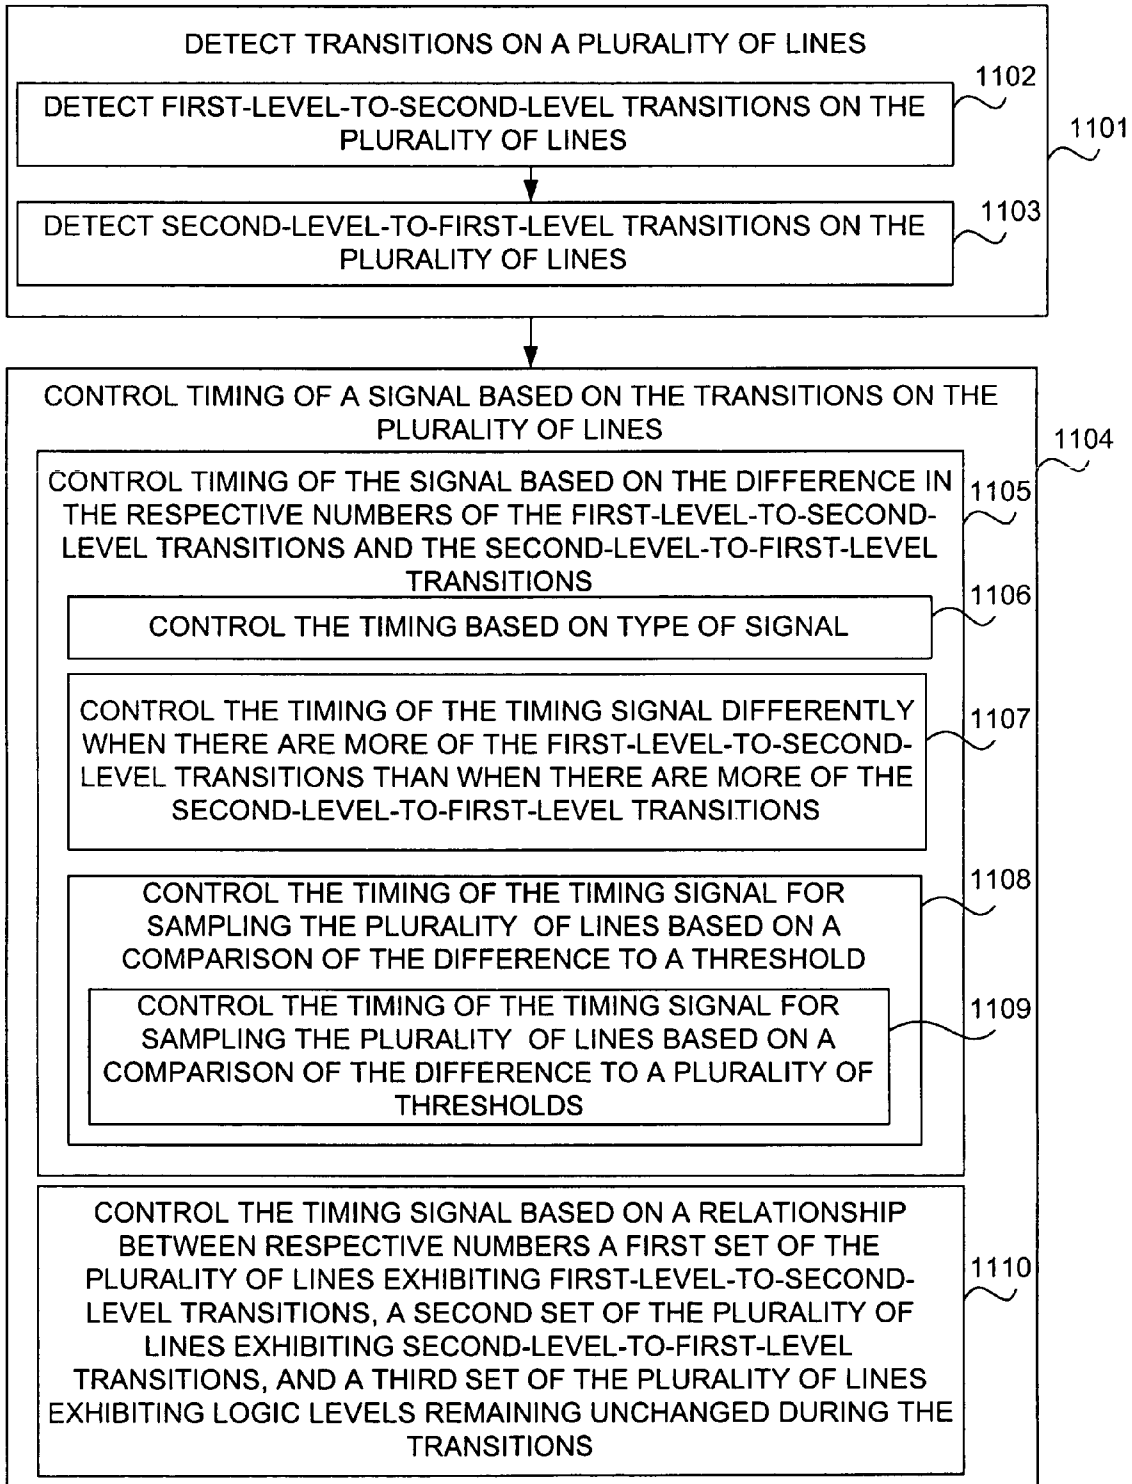 DETECT TRANSITIONS ON A PLURALITY OF LINES
1102
DETECT FIRST-LEVEL-TO-SECOND-LEVEL TRANSITIONS ON THE
PLURALITY OF LINES
1101
1103
DETECT SECOND-LEVEL-TO-FIRST-LEVEL TRANSITIONS ON THE
PLURALITY OF LINES
CONTROL TIMING OF A SIGNAL BASED ON THE TRANSITIONS ON THE
PLURALITY OF LINES
1104
CONTROL TIMING OF THE SIGNAL BASED ON THE DIFFERENCE IN
THE RESPECTIVE NUMBERS OF THE FIRST-LEVEL-TO-SECOND-
LEVEL TRANSITIONS AND THE SECOND-LEVEL-TO-FIRST-LEVEL
TRANSITIONS
1105
1106
CONTROL THE TIMING BASED ON TYPE OF SIGNAL
CONTROL THE TIMING OF THE TIMING SIGNAL DIFFERENTLY
WHEN THERE ARE MORE OF THE FIRST-LEVEL-TO-SECOND-
LEVEL TRANSITIONS THAN WHEN THERE ARE MORE OF THE
SECOND-LEVEL-TO-FIRST-LEVEL TRANSITIONS
1107
CONTROL THE TIMING OF THE TIMING SIGNAL FOR
SAMPLING THE PLURALITY OF LINES BASED ON A
COMPARISON OF THE DIFFERENCE TO A THRESHOLD
1108
CONTROL THE TIMING OF THE TIMING SIGNAL FOR
SAMPLING THE PLURALITY OF LINES BASED ON A
COMPARISON OF THE DIFFERENCE TO A PLURALITY OF
THRESHOLDS
1109
CONTROL THE TIMING SIGNAL BASED ON A RELATIONSHIP
BETWEEN RESPECTIVE NUMBERS A FIRST SET OF THE
PLURALITY OF LINES EXHIBITING FIRST-LEVEL-TO-SECOND-
LEVEL TRANSITIONS, A SECOND SET OF THE PLURALITY OF
LINES EXHIBITING SECOND-LEVEL-TO-FIRST-LEVEL
TRANSITIONS, AND A THIRD SET OF THE PLURALITY OF LINES
EXHIBITING LOGIC LEVELS REMAINING UNCHANGED DURING THE
TRANSITIONS
1110